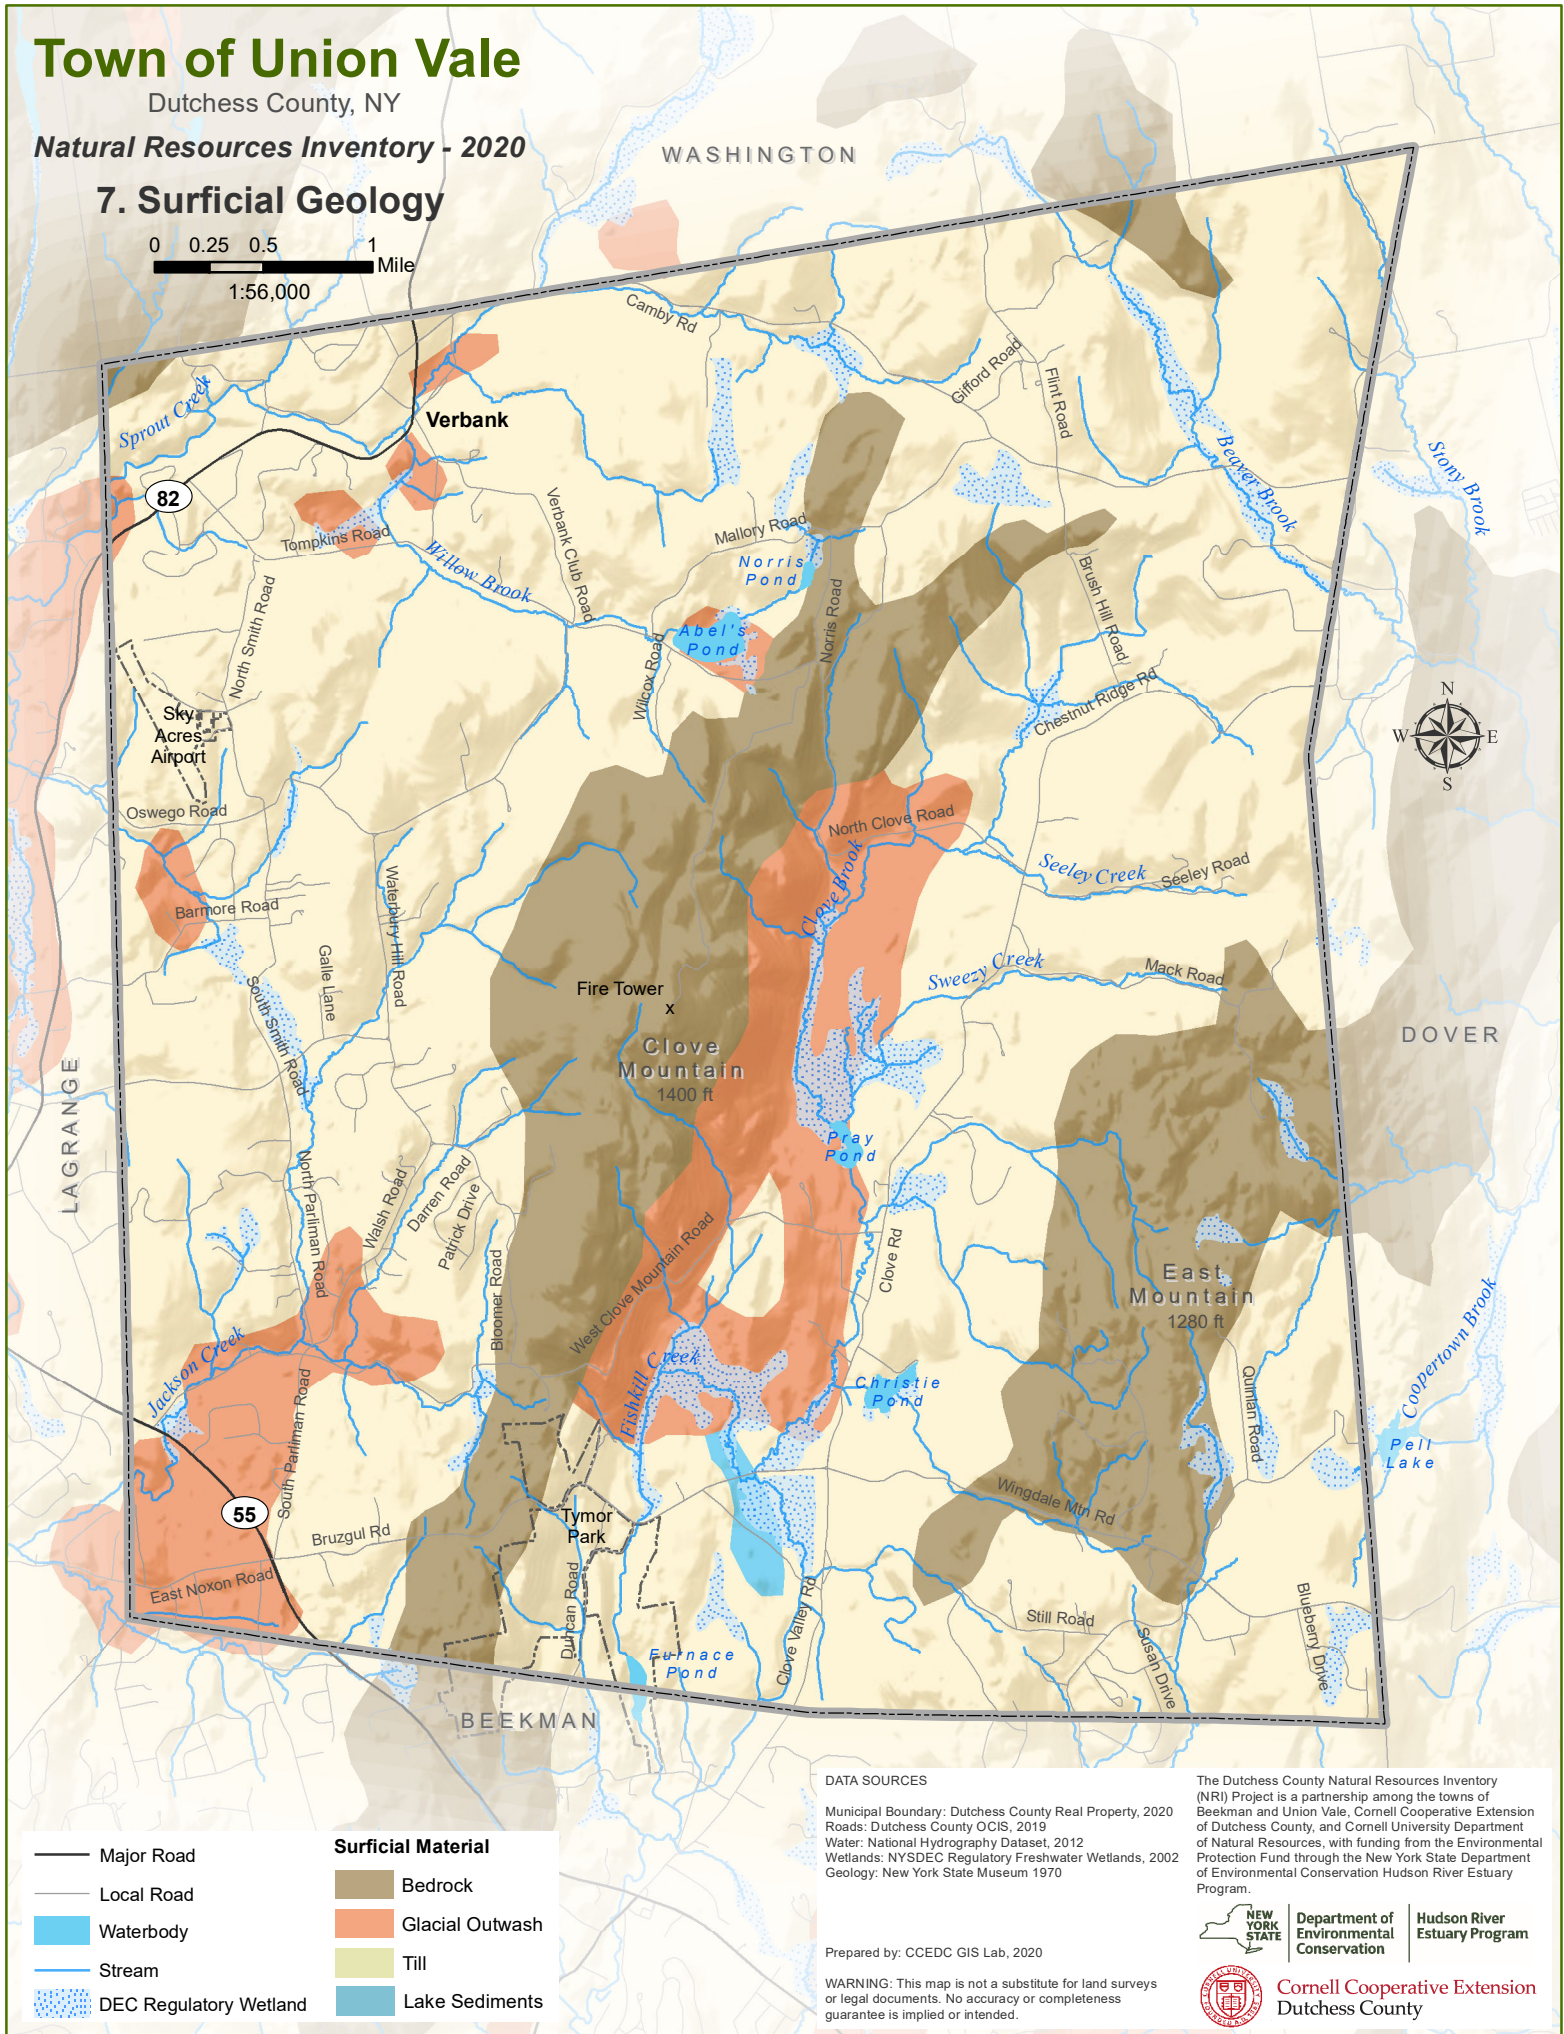 Town of Union Vale
Dutchess County, NY
Natural Resources Inventory - 2020
7. Surficial Geology
0 0.25 0.5 1
Mile
1:56,000
WASHINGTON
Camby Rd
Gifford Road
Flint Road
Verbank
Sprout Creek
82
Beaver Brook
Stony Brook
Tompkins Road
Verbank Club Road
Mallory Road
Willow Brook
Norris
Pond
Brush Hill Road
North Smith Road
Norris Road
Abel's
Pond
Wilcox Road
Chestnut Ridge Rd
Sky
Acres
Airport
N
W E
S
Oswego Road
North Clove Road
Clove Brook
Seeley Creek
Seeley Road
Waterbury Hill Road
Barmore Road
Galle Lane
South Smith Road
Sweezy Creek
Mack Road
Fire Tower
x
Clove
Mountain
1400 ft
DOVER
LAGRANGE
Pray
Pond
North Parliman Road
Walsh Road
Darren Road
Patrick Drive
Bloomer Road
West Clove Mountain Road
Clove Rd
East
Mountain
1280 ft
Coopertown Brook
Jackson Creek
Fishkill Creek
Christie
Pond
Quinlan Road
South Parliman Road
Pell
Lake
55
Wingdale Mtn Rd
Tymor
Park
Bruzgul Rd
East Noxon Road
Duncan Road
Clove Valley Rd
Still Road
Susan Drive
Blueberry Drive
Furnace
Pond
BEEKMAN
Major Road
Local Road
Waterbody
Stream
DEC Regulatory Wetland
Surficial Material
Bedrock
Glacial Outwash
Till
Lake Sediments
DATA SOURCES
Municipal Boundary: Dutchess County Real Property, 2020
Roads: Dutchess County OCIS, 2019
Water: National Hydrography Dataset, 2012
Wetlands: NYSDEC Regulatory Freshwater Wetlands, 2002
Geology: New York State Museum 1970
Prepared by: CCEDC GIS Lab, 2020
WARNING: This map is not a substitute for land surveys
or legal documents. No accuracy or completeness
guarantee is implied or intended.
The Dutchess County Natural Resources Inventory
(NRI) Project is a partnership among the towns of
Beekman and Union Vale, Cornell Cooperative Extension
of Dutchess County, and Cornell University Department
of Natural Resources, with funding from the Environmental
Protection Fund through the New York State Department
of Environmental Conservation Hudson River Estuary
Program.
NEW
YORK
STATE
Department of
Environmental
Conservation
Hudson River
Estuary Program
Cornell Cooperative Extension
Dutchess County